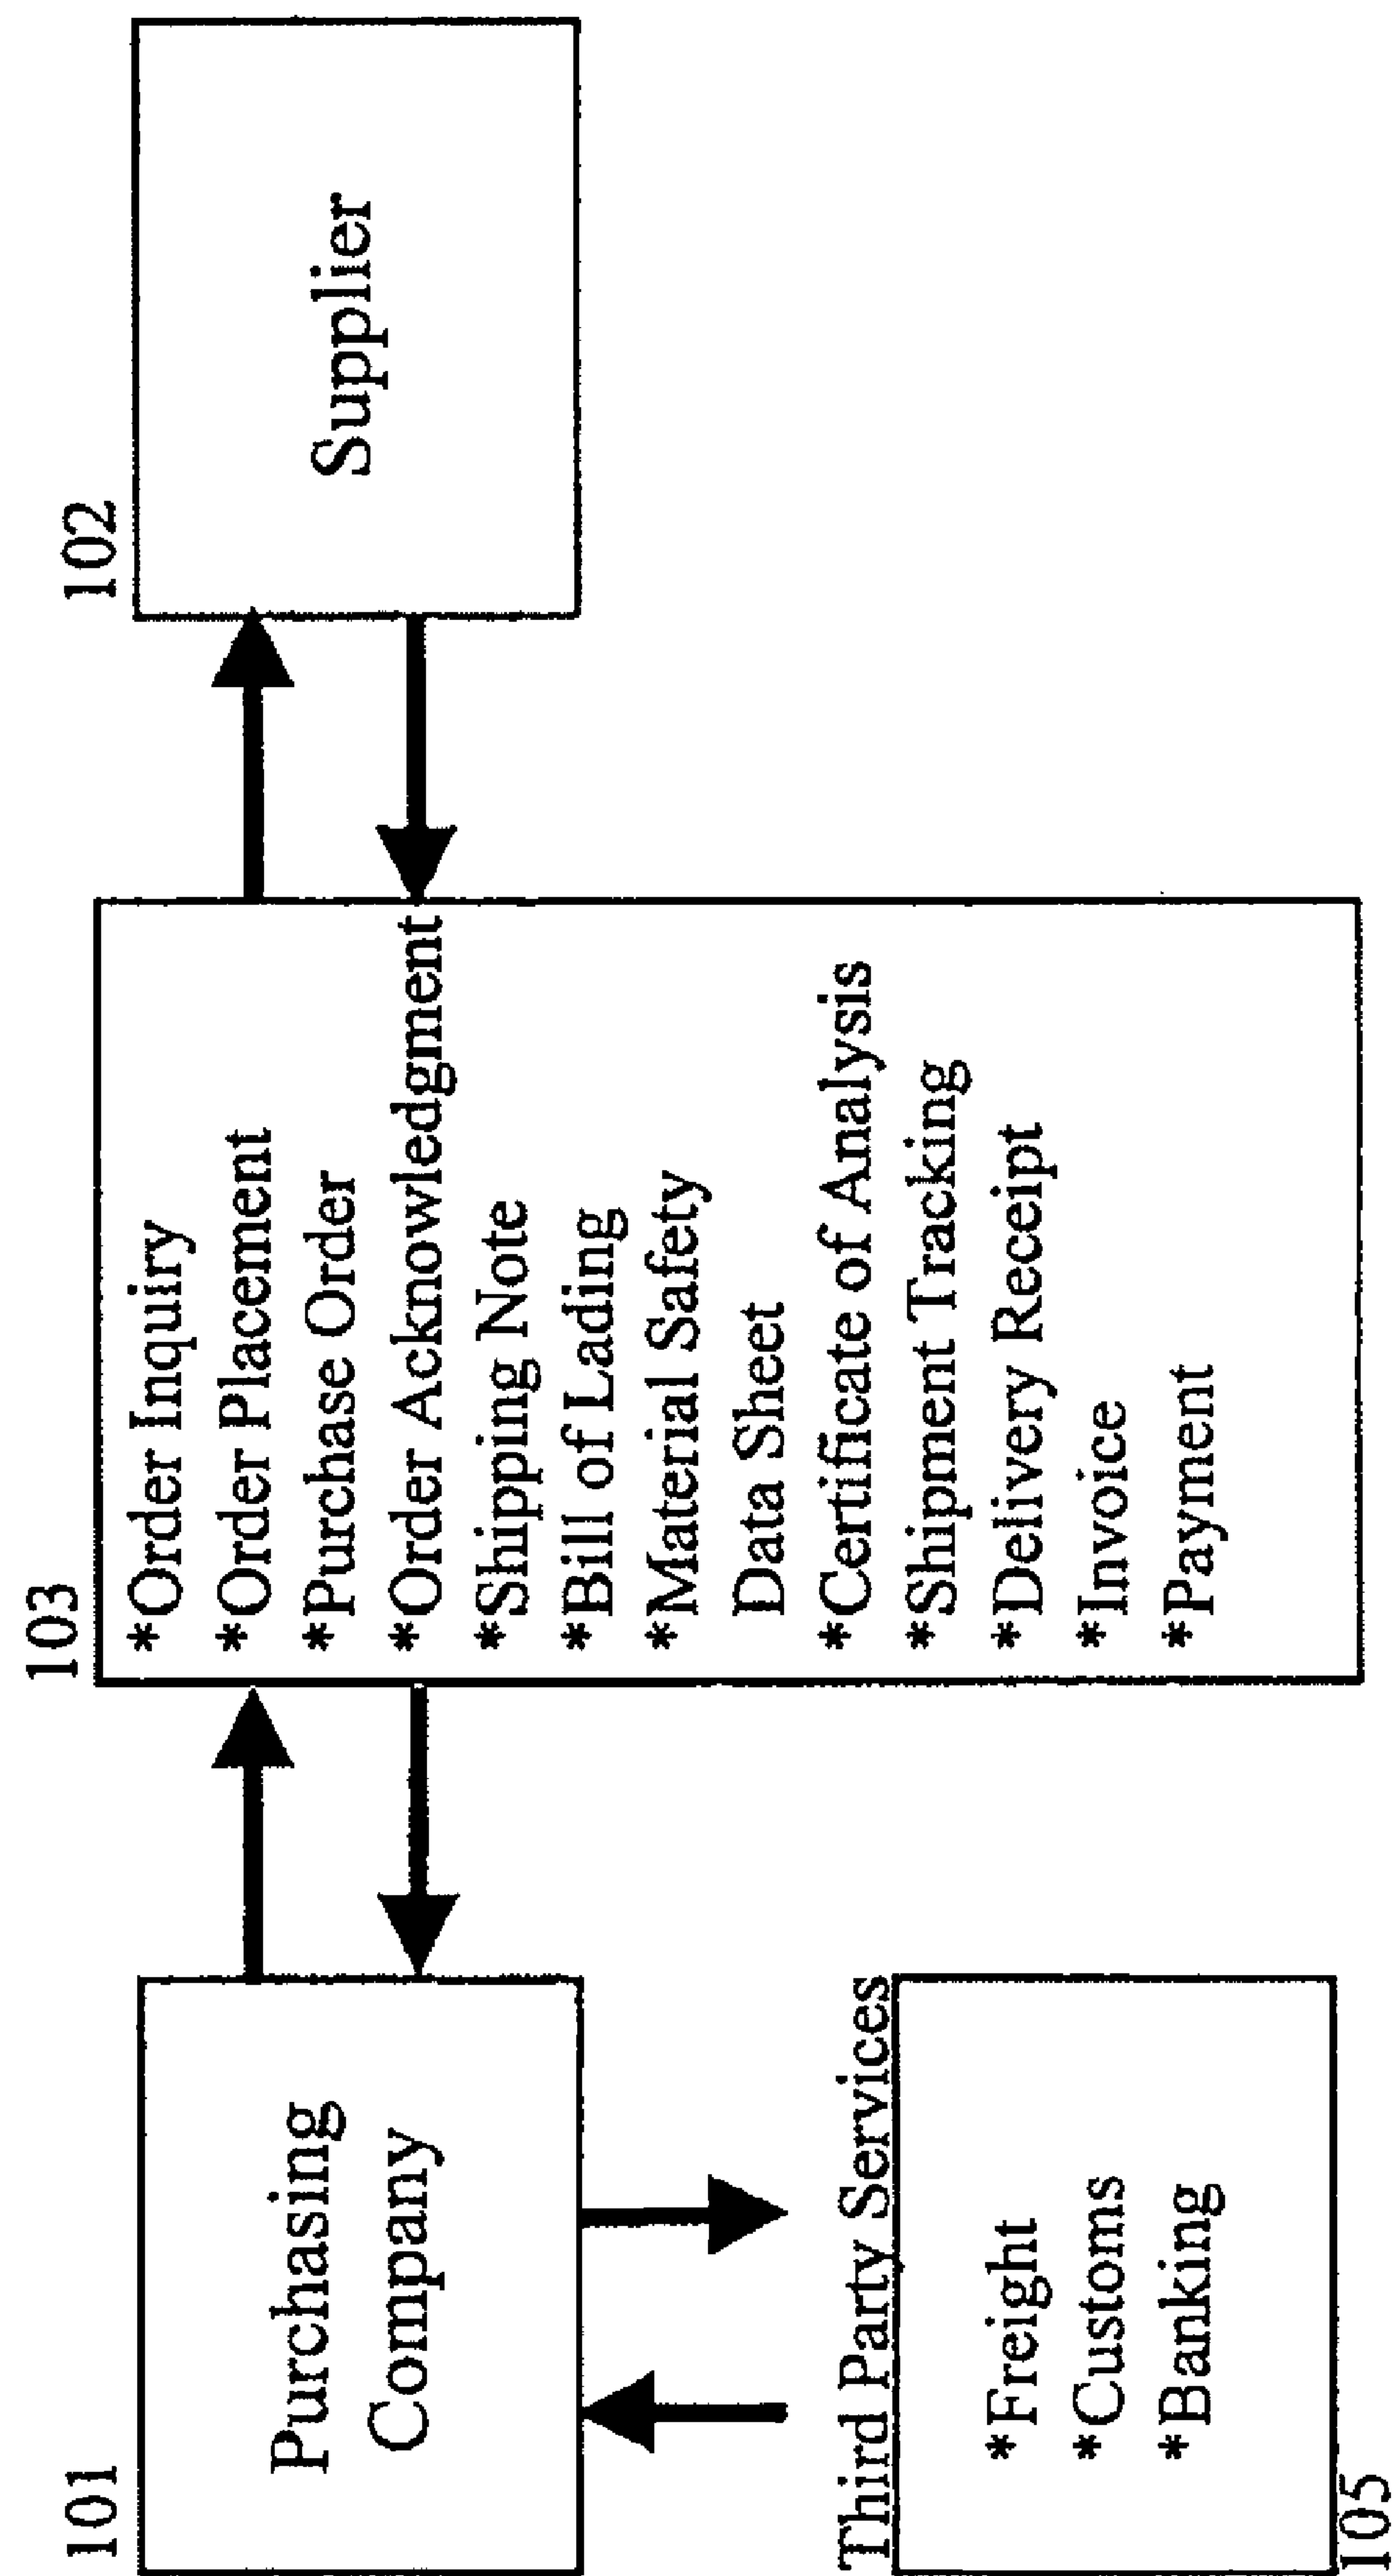 101
Purchasing
Company
103
*Order Inquiry
*Order Placement
*Purchase Order
*Order Acknowledgment
*Shipping Note
*Bill of Lading
*Material Safety
Data Sheet
*Certificate of Analysis
*Shipment Tracking
*Delivery Receipt
*Invoice
*Payment
102
Supplier
Third Party Services
*Freight
*Customs
*Banking
105